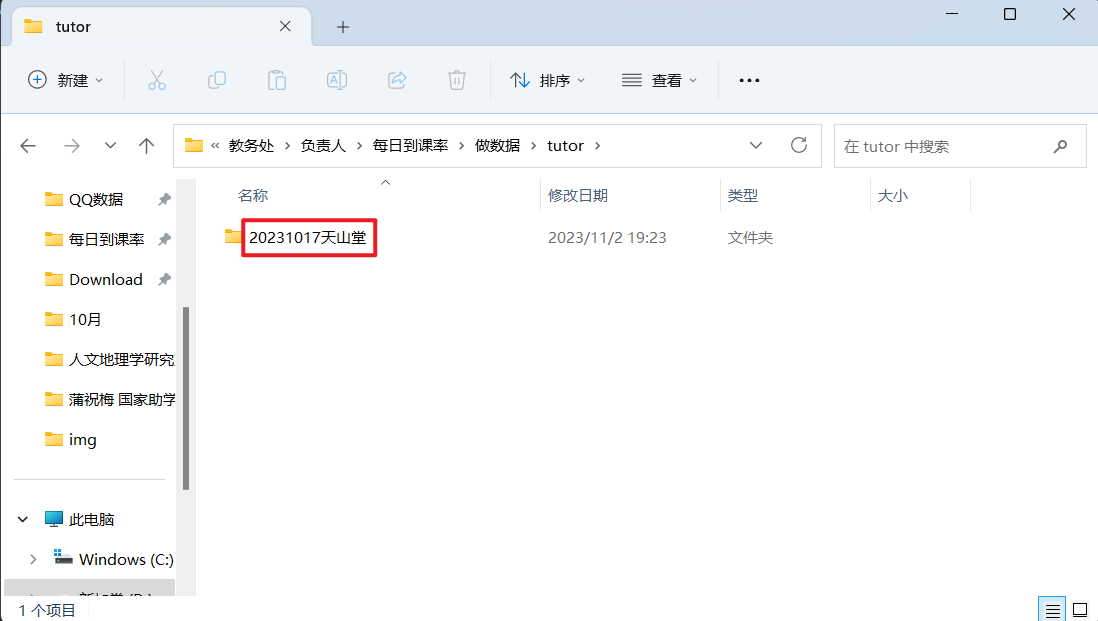 tutor
新建
排序
查看
« 教务处 › 负责人 › 每日到课率 › 做数据 › tutor ›
在 tutor 中搜索
名称 修改日期 类型 大小
20231017天山堂 2023/11/2 19:23 文件夹
QQ数据
每日到课率
Download
10月
人文地理学研究
蒲祝梅 国家助学
img
此电脑
Windows (C:)
1 个项目